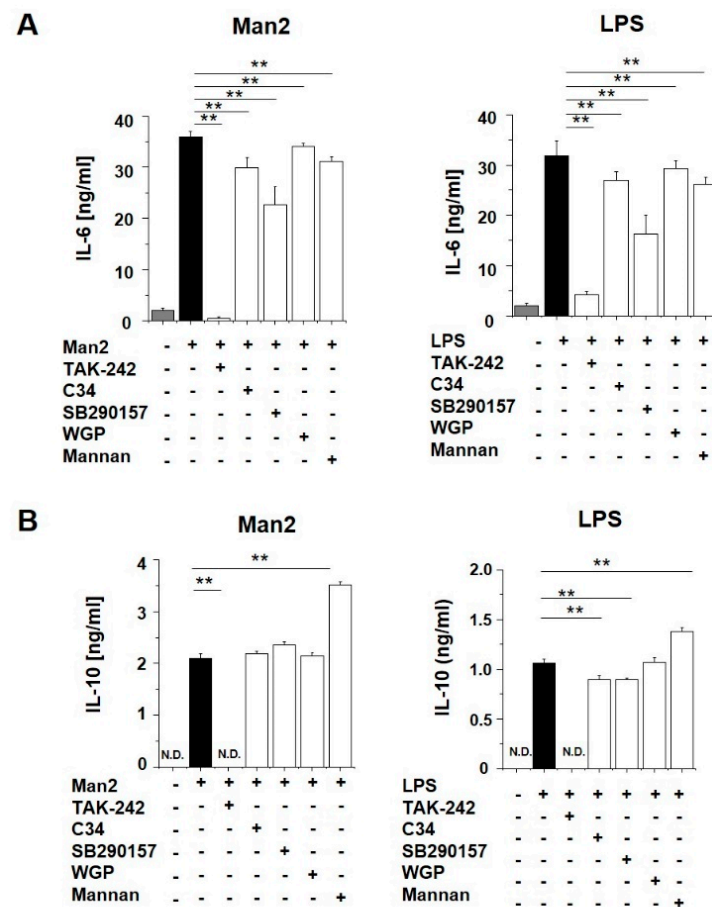 A
Man2
LPS
**
**
**
**
**
**
**
**
**
**
IL-6 [ng/ml]
40
30
20
10
0
IL-6 [ng/ml]
40
30
20
10
0
Man2 - + + + + + +
TAK-242 - - + - - - -
C34 - - - + - - -
SB290157 - - - - + - -
WGP - - - - - + -
Mannan - - - - - - +
LPS - + + + + + +
TAK-242 - - + - - - -
C34 - - - + - - -
SB290157 - - - - + - -
WGP - - - - - + -
Mannan - - - - - - +
B
Man2
LPS
**
**
**
**
**
IL-10 [ng/ml]
4
3
2
1
0
N.D.
N.D.
IL-10 (ng/ml)
2.0
1.5
1.0
0.5
0.0
N.D.
N.D.
Man2 - + + + + + +
TAK-242 - - + - - - -
C34 - - - + - - -
SB290157 - - - - + - -
WGP - - - - - + -
Mannan - - - - - - +
LPS - + + + + + +
TAK-242 - - + - - - -
C34 - - - + - - -
SB290157 - - - - + - -
WGP - - - - - + -
Mannan - - - - - - +